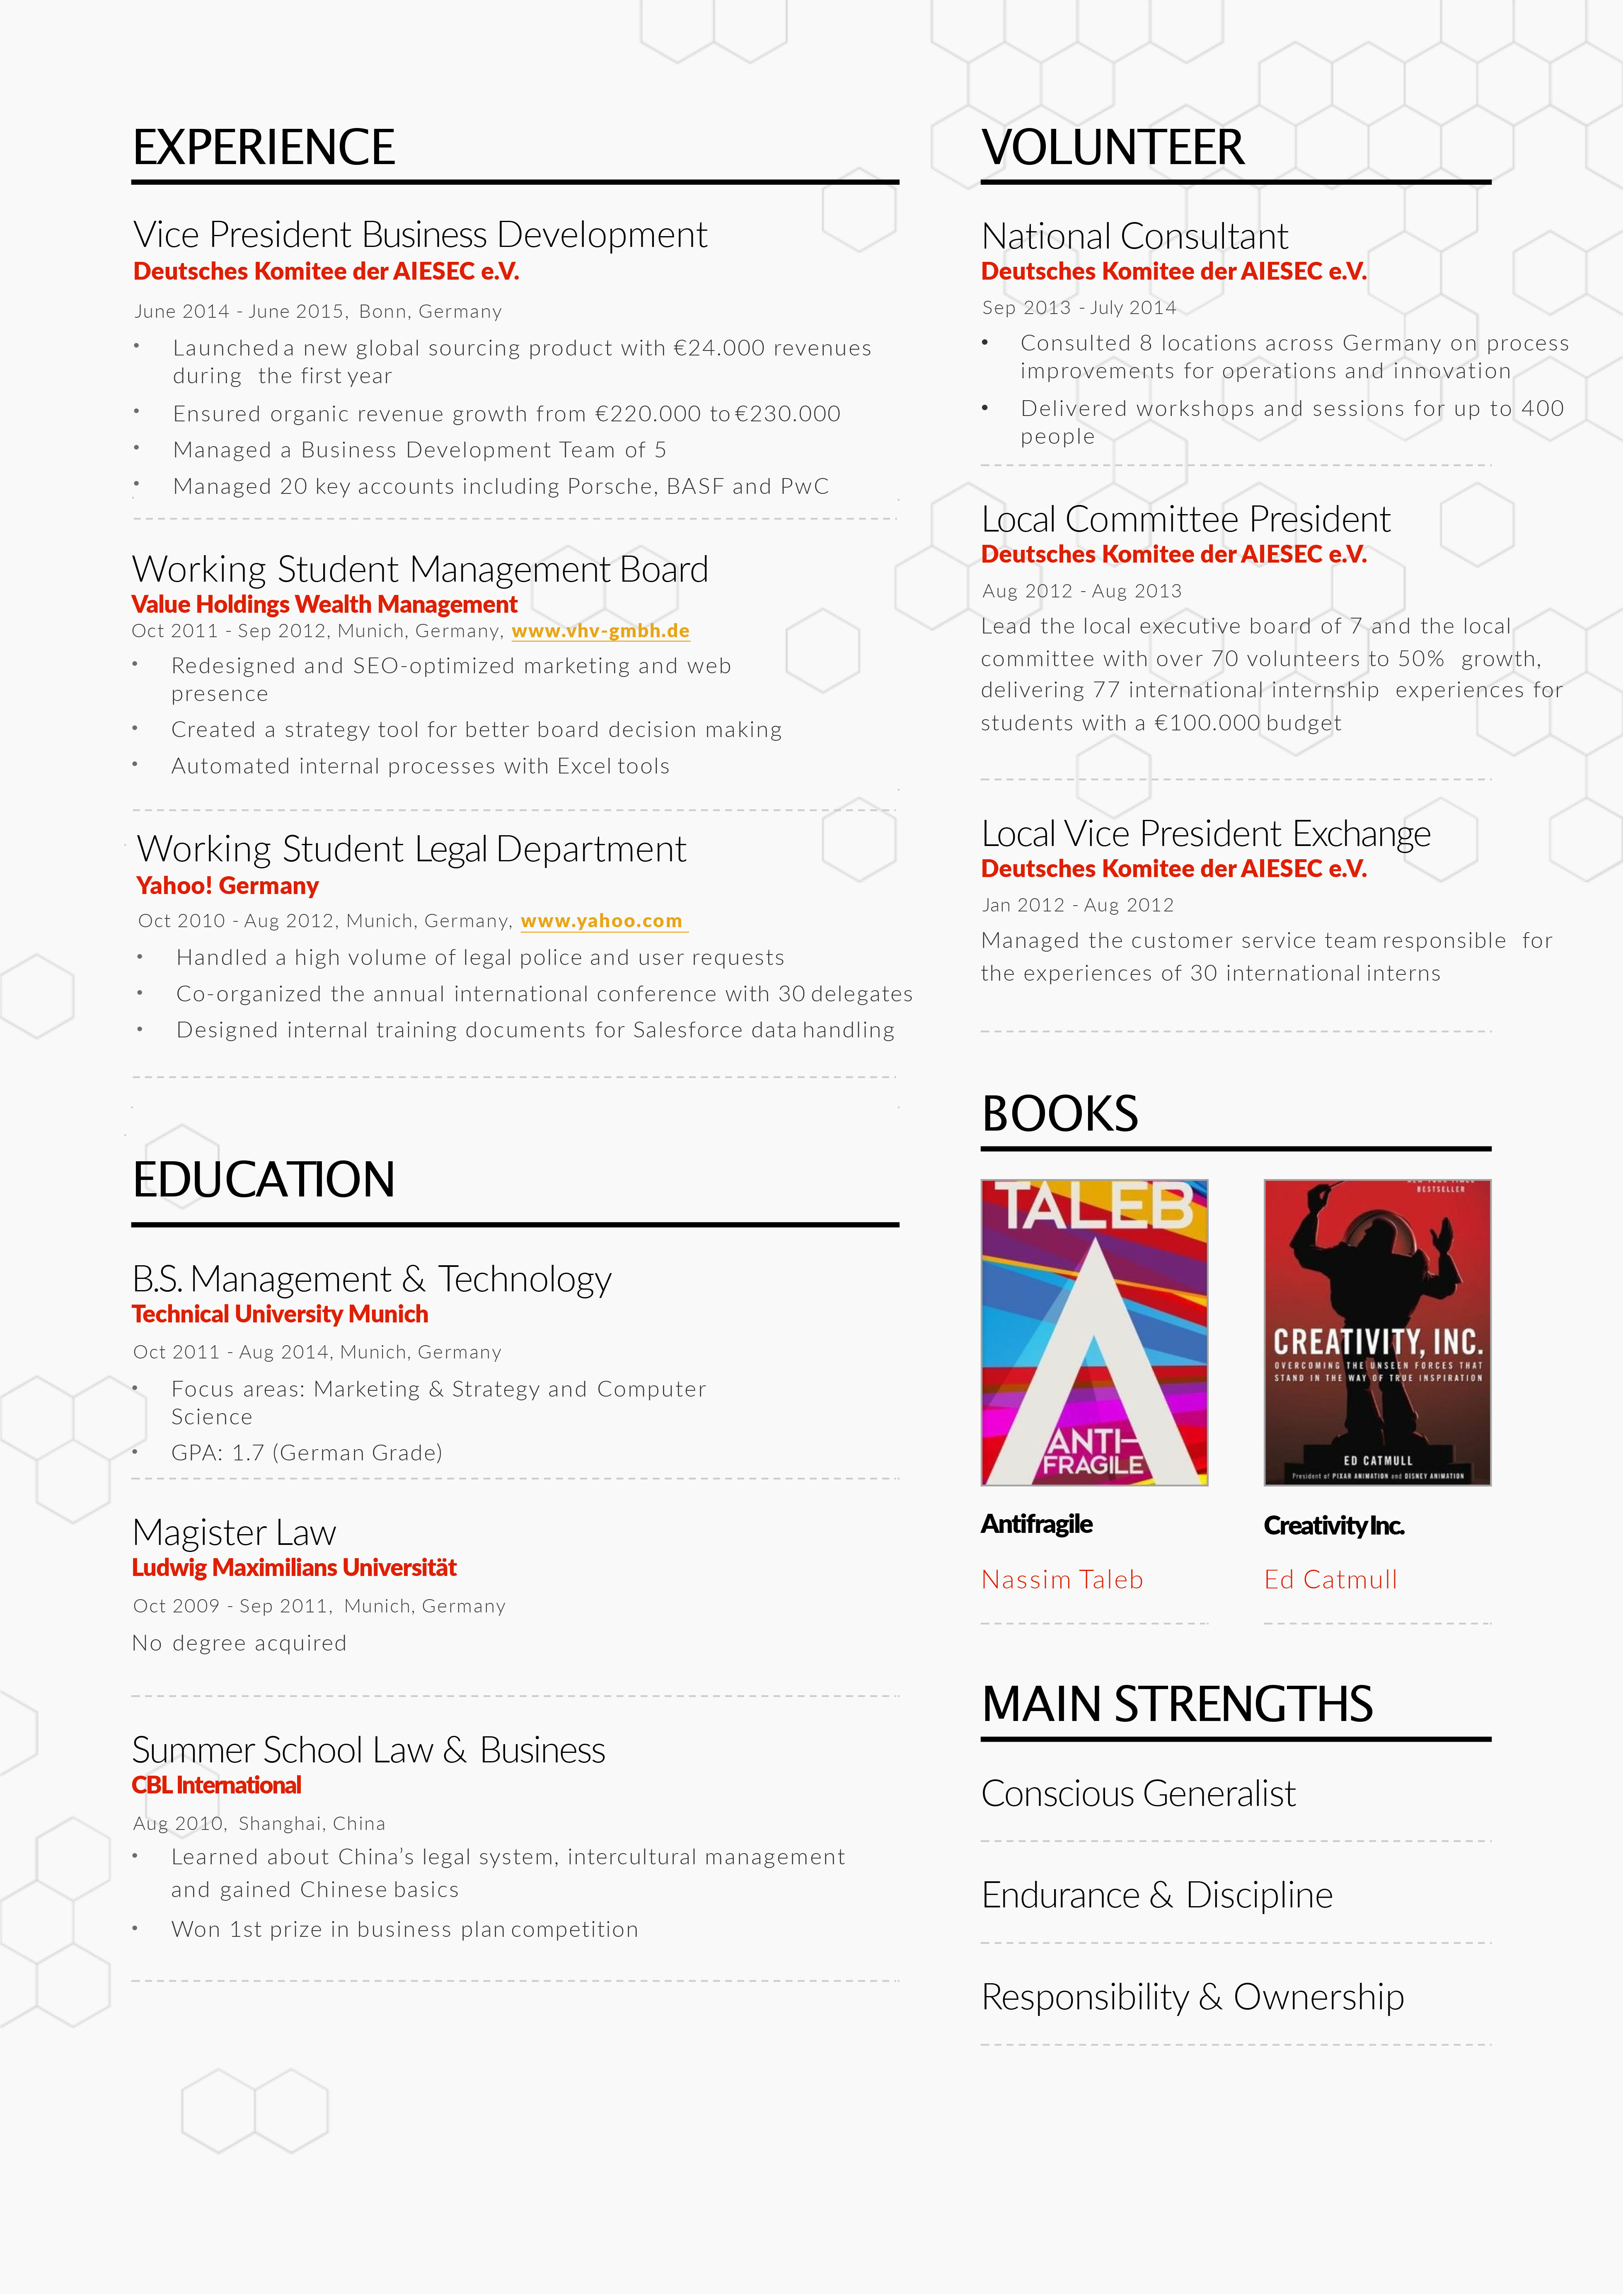 EXPERIENCE
Vice President Business Development
Deutsches Komitee der AIESEC e.V.
June 2014 - June 2015, Bonn, Germany
• Launched a new global sourcing product with €24.000 revenues
during the first year
• Ensured organic revenue growth from €220.000 to €230.000
• Managed a Business Development Team of 5
• Managed 20 key accounts including Porsche, BASF and PwC
Working Student Management Board
Value Holdings Wealth Management
Oct 2011 - Sep 2012, Munich, Germany, www.vhv-gmbh.de
• Redesigned and SEO-optimized marketing and web
presence
• Created a strategy tool for better board decision making
• Automated internal processes with Excel tools
Working Student Legal Department
Yahoo! Germany
Oct 2010 - Aug 2012, Munich, Germany, www.yahoo.com
• Handled a high volume of legal police and user requests
• Co-organized the annual international conference with 30 delegates
• Designed internal training documents for Salesforce data handling
EDUCATION
B.S. Management & Technology
Technical University Munich
Oct 2011 - Aug 2014, Munich, Germany
• Focus areas: Marketing & Strategy and Computer
Science
• GPA: 1.7 (German Grade)
Magister Law
Ludwig Maximilians Universität
Oct 2009 - Sep 2011, Munich, Germany
No degree acquired
Summer School Law & Business
CBL International
Aug 2010, Shanghai, China
• Learned about China’s legal system, intercultural management
and gained Chinese basics
• Won 1st prize in business plan competition
VOLUNTEER
National Consultant
Deutsches Komitee der AIESEC e.V.
Sep 2013 - July 2014
• Consulted 8 locations across Germany on process
improvements for operations and innovation
• Delivered workshops and sessions for up to 400
people
Local Committee President
Deutsches Komitee der AIESEC e.V.
Aug 2012 - Aug 2013
Lead the local executive board of 7 and the local
committee with over 70 volunteers to 50% growth,
delivering 77 international internship experiences for
students with a €100.000 budget
Local Vice President Exchange
Deutsches Komitee der AIESEC e.V.
Jan 2012 - Aug 2012
Managed the customer service team responsible for
the experiences of 30 international interns
BOOKS
TALEB
ANTI-
FRAGILE
BESTSELLER
CREATIVITY, INC.
OVERCOMING THE UNSEEN FORCES THAT
STAND IN THE WAY OF TRUE INSPIRATION
ED CATMULL
President of PIXAR ANIMATION and DISNEY ANIMATION
Antifragile
Nassim Taleb
Creativity Inc.
Ed Catmull
MAIN STRENGTHS
Conscious Generalist
Endurance & Discipline
Responsibility & Ownership